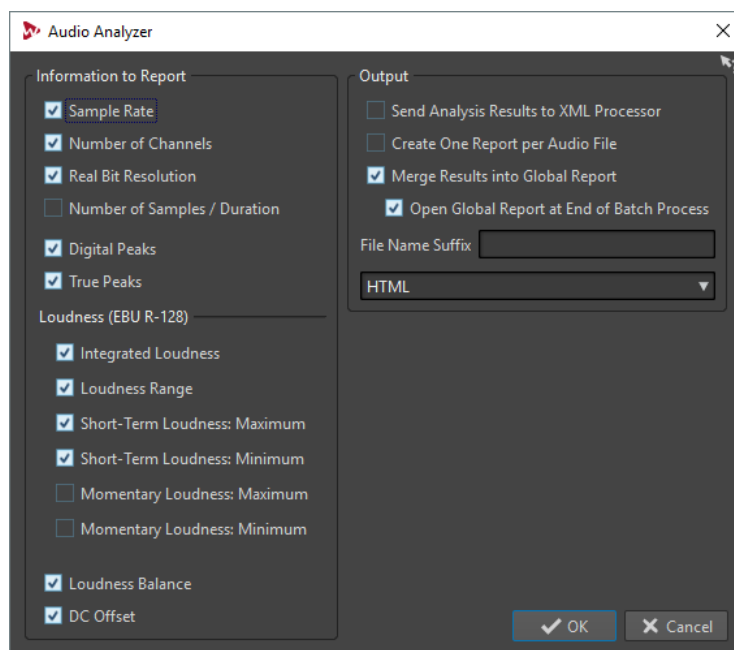 Audio Analyzer
Information to Report
Sample Rate
Number of Channels
Real Bit Resolution
Number of Samples / Duration
Digital Peaks
True Peaks
Loudness (EBU R-128)
Integrated Loudness
Loudness Range
Short-Term Loudness: Maximum
Short-Term Loudness: Minimum
Momentary Loudness: Maximum
Momentary Loudness: Minimum
Loudness Balance
DC Offset
Output
Send Analysis Results to XML Processor
Create One Report per Audio File
Merge Results into Global Report
Open Global Report at End of Batch Process
File Name Suffix
HTML
OK
Cancel